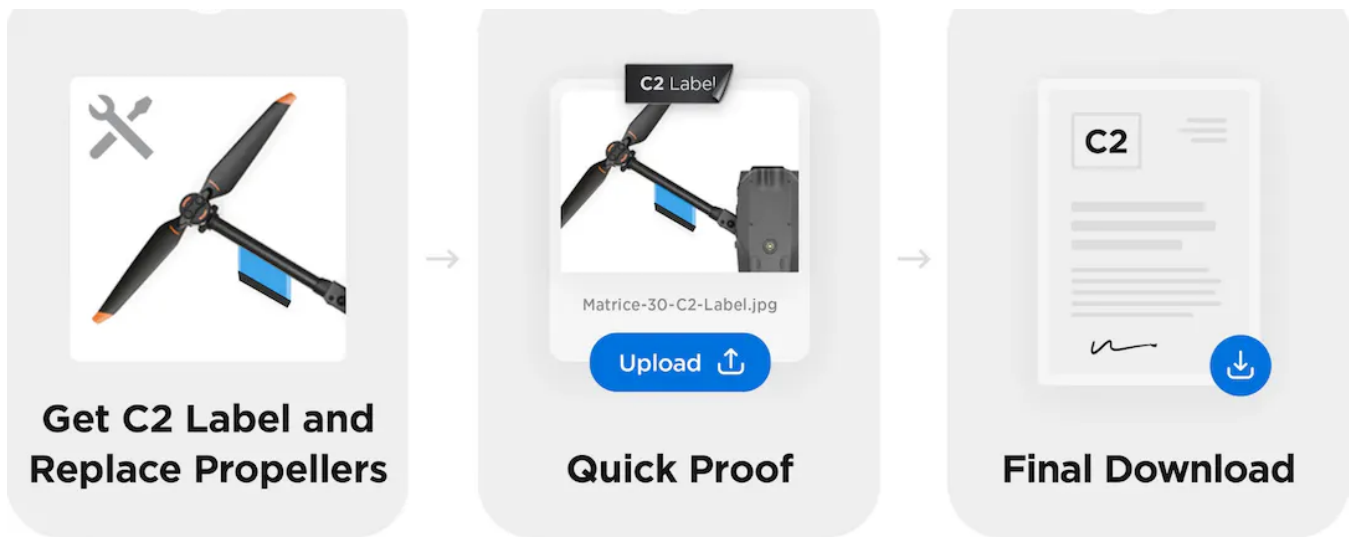 Get C2 Label and
Replace Propellers
C2 Label
Matrice-30-C2-Label.jpg
Upload
Quick Proof
C2
Final Download